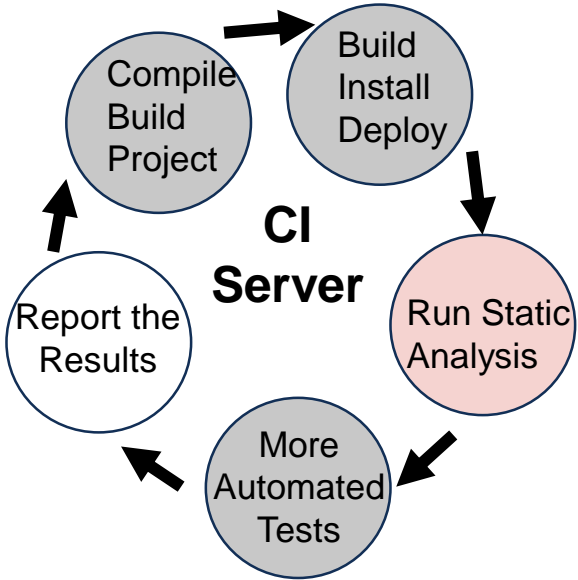 Compile
Build
Project
Build
Install
Deploy
CI
Server
Run Static
Analysis
More
Automated
Tests
Report the
Results